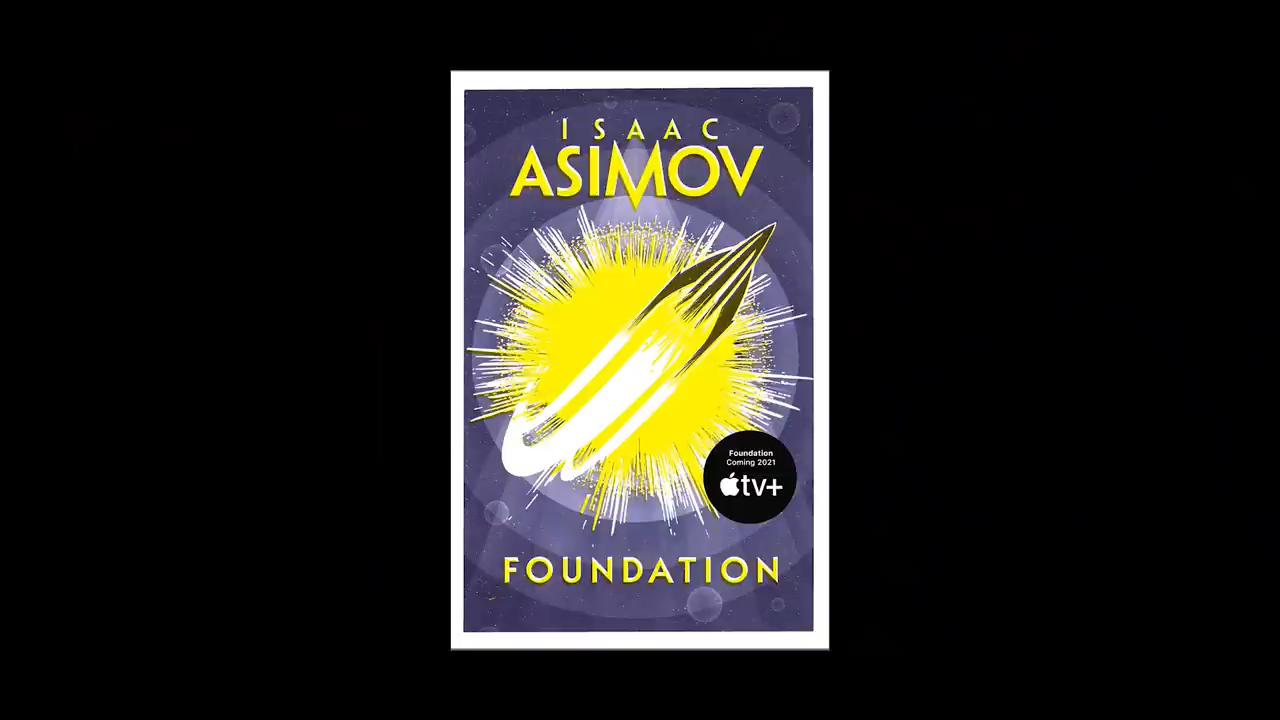 ISAAC
ASIMOV
Foundation
Coming 2021
tv+
FOUNDATION